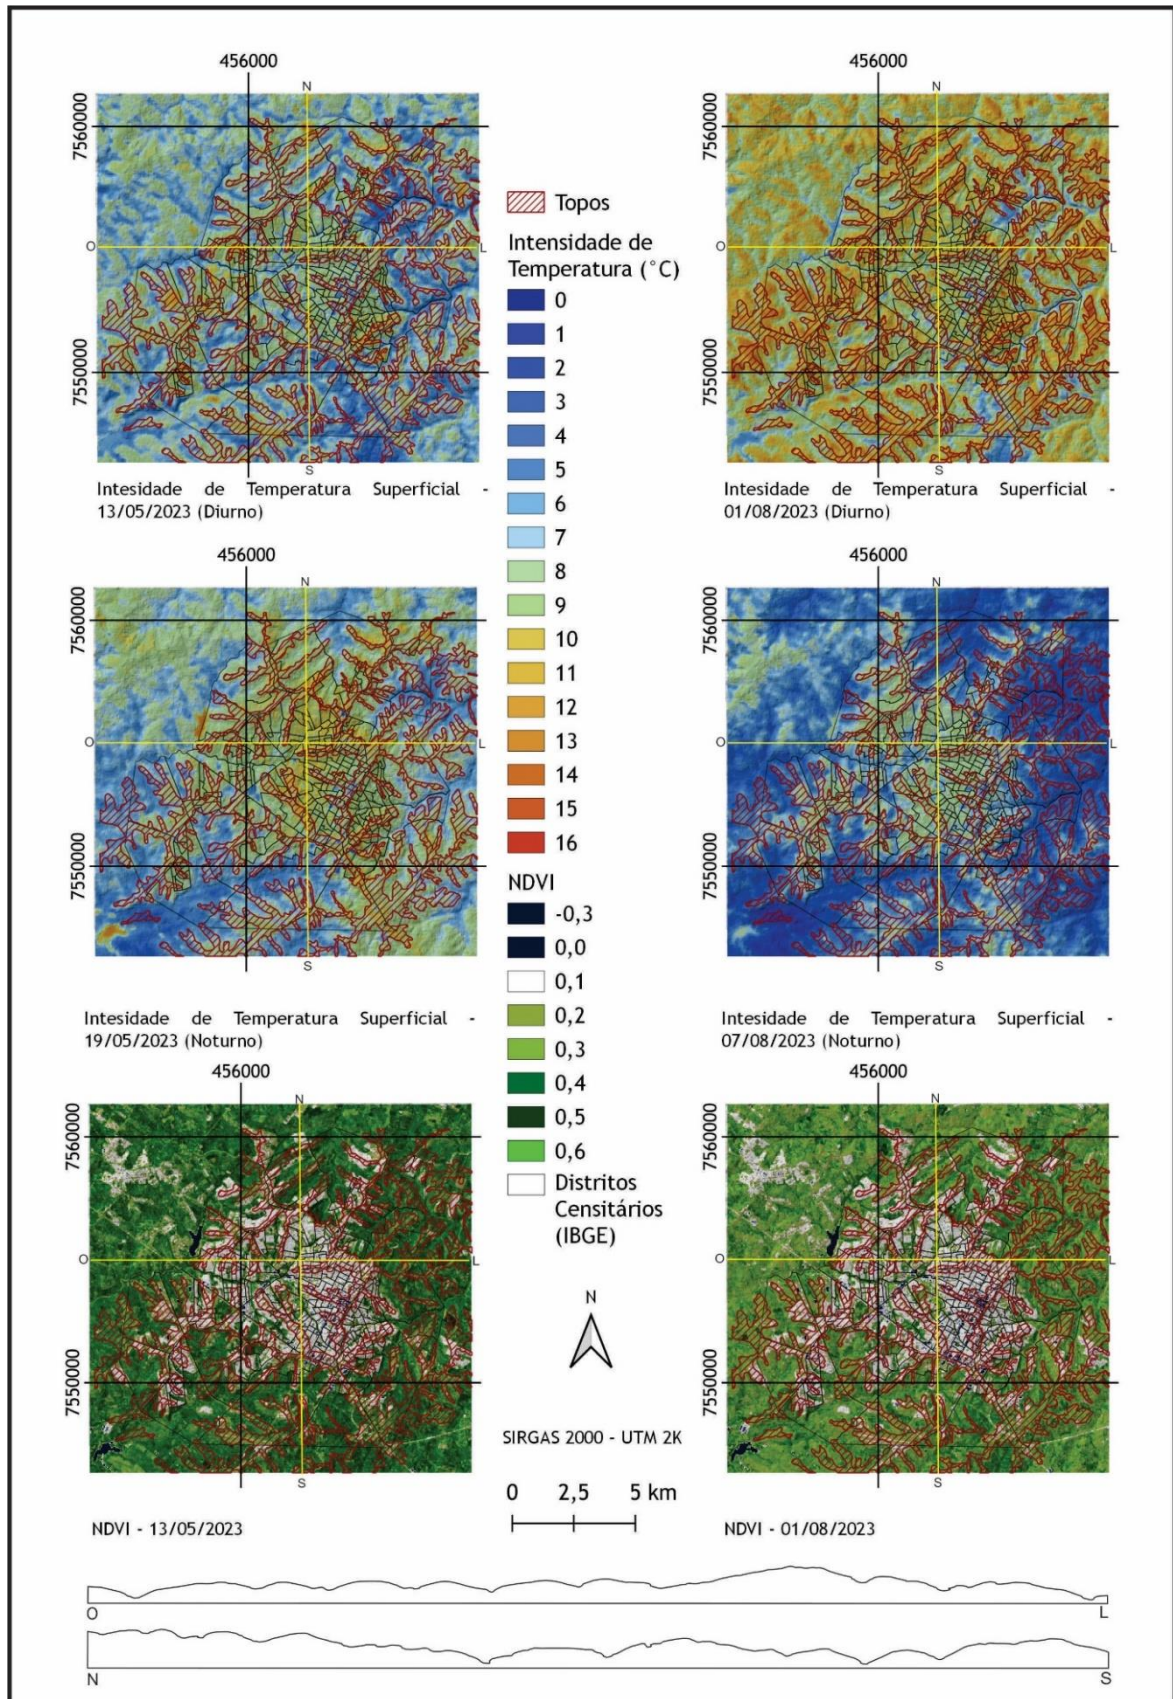 456000
N
7560000
O
L
7550000
S
Intesidade de Temperatura Superficial -
13/05/2023 (Diurno)
456000
N
7560000
O
L
7550000
S
Intesidade de Temperatura Superficial -
01/08/2023 (Diurno)
Topos
Intensidade de
Temperatura (°C)
0
1
2
3
4
5
6
7
8
9
10
11
12
13
14
15
16
NDVI
-0,3
0,0
0,1
0,2
0,3
0,4
0,5
0,6
Distritos
Censitários
(IBGE)
N
SIRGAS 2000 - UTM 2K
0 2,5 5 km
456000
N
7560000
O
L
7550000
S
Intesidade de Temperatura Superficial -
19/05/2023 (Noturno)
456000
N
7560000
O
L
7550000
S
Intesidade de Temperatura Superficial -
07/08/2023 (Noturno)
456000
N
7560000
O
L
7550000
S
NDVI - 13/05/2023
456000
N
7560000
O
L
7550000
S
NDVI - 01/08/2023
O L
N S